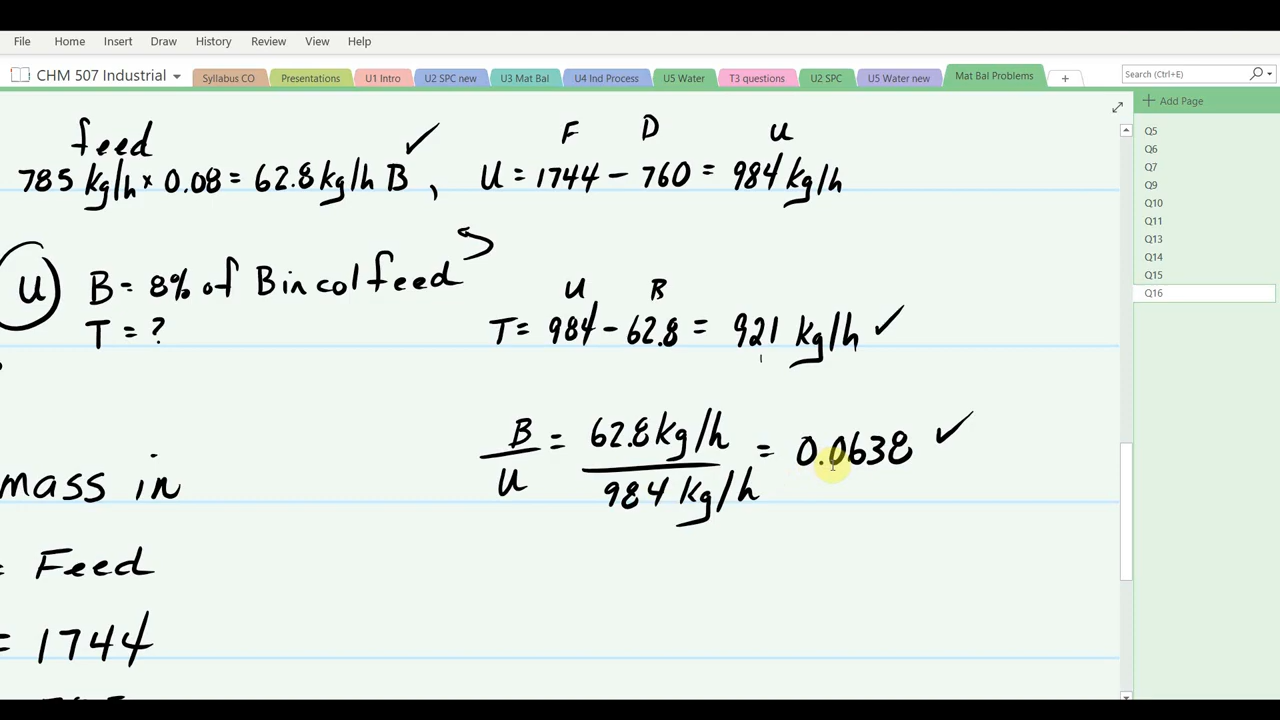 File Home Insert Draw History Review View Help
CHM 507 Industrial Syllabus CO Presentations U1 Intro U2 SPC new U3 Mat Bal U4 Ind Process U5 Water T3 questions U2 SPC U5 Water new Mat Bal Problems + Search (Ctrl+E)
+ Add Page
Q5
Q6
Q7
Q9
Q10
Q11
Q13
Q14
Q15
Q16
feed
785 kg/h × 0.08 = 62.8 kg/h B ✓ ,
F D U
U = 1744 - 760 = 984 kg/h
U B = 8% of B in col feed
T = ?
U B
T = 984 - 62.8 = 921 kg/h ✓
B/U = 62.8 kg/h / 984 kg/h = 0.0638 ✓
mass in
= Feed
= 1744